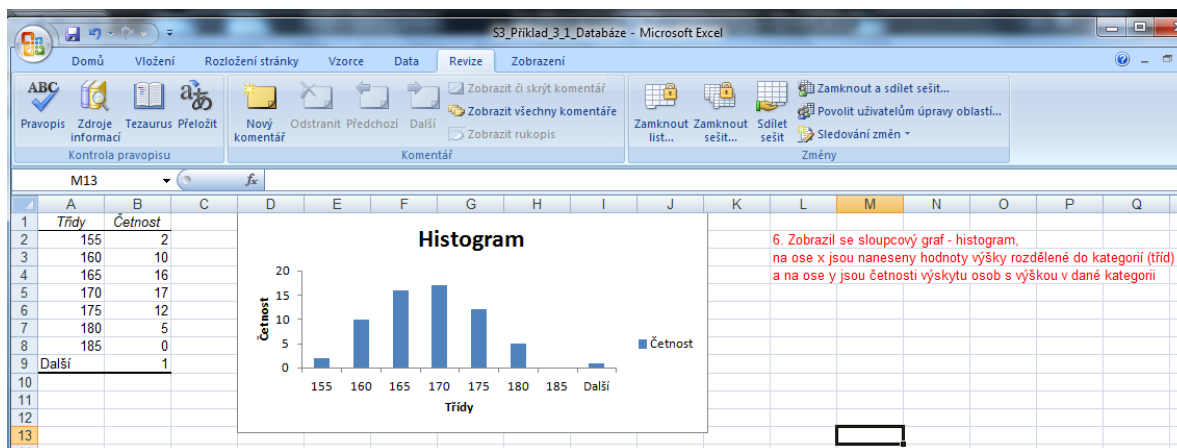 S3_Příklad_3_1_Databáze - Microsoft Excel
Domů Vložení Rozložení stránky Vzorce Data Revize Zobrazení
ABC
Pravopis
Zdroje informací
Tezaurus
Přeložit
Kontrola pravopisu
Nový komentář
Odstranit
Předchozí
Další
Zobrazit či skrýt komentář
Zobrazit všechny komentáře
Zobrazit rukopis
Komentář
Zamknout list...
Zamknout sešit...
Sdílet sešit
Zamknout a sdílet sešit...
Povolit uživatelům úpravy oblastí...
Sledování změn
Změny
M13 fx
A B C D E F G H I J K L M N O P Q
1 Třídy Četnost
2 155 2
3 160 10
4 165 16
5 170 17
6 175 12
7 180 5
8 185 0
9 Další 1
10
11
12
13
Histogram
Četnost
20
15
10
5
0
155 160 165 170 175 180 185 Další
Třídy
Četnost
6. Zobrazil se sloupcový graf - histogram,
na ose x jsou naneseny hodnoty výšky rozdělené do kategorií (tříd)
a na ose y jsou četnosti výskytu osob s výškou v dané kategorii